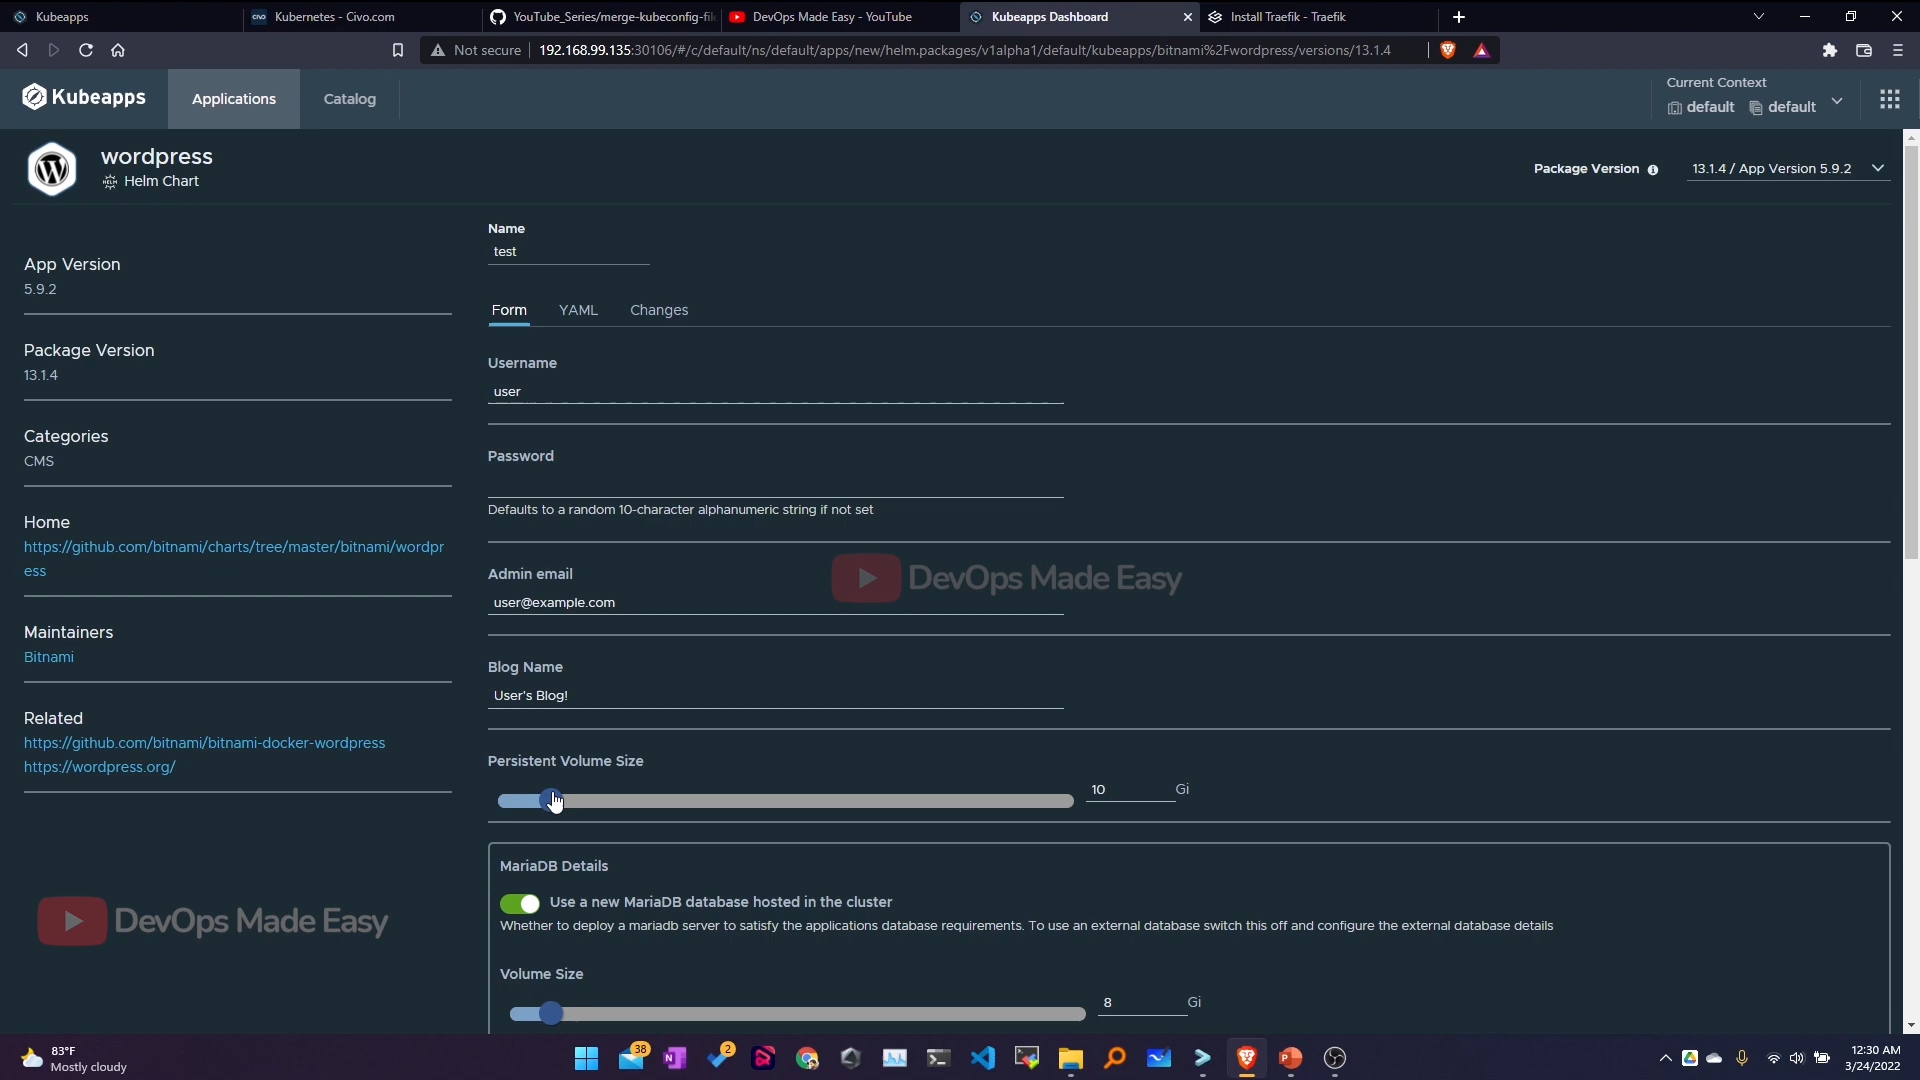 Kubeapps
Kubernetes - Civo.com
YouTube_Series/merge-kubeconfig-fil
DevOps Made Easy - YouTube
Kubeapps Dashboard
Install Traefik - Traefik
Not secure
192.168.99.135:30106/#/c/default/ns/default/apps/new/helm.packages/v1alpha1/default/kubeapps/bitnami%2Fwordpress/versions/13.1.4
Kubeapps
Applications
Catalog
Current Context
default default
wordpress
Helm Chart
Package Version
13.1.4 / App Version 5.9.2
App Version
5.9.2
Package Version
13.1.4
Categories
CMS
Home
https://github.com/bitnami/charts/tree/master/bitnami/wordpr
ess
Maintainers
Bitnami
Related
https://github.com/bitnami/bitnami-docker-wordpress
https://wordpress.org/
DevOps Made Easy
Name
test
Form YAML Changes
Username
user
Password
Defaults to a random 10-character alphanumeric string if not set
DevOps Made Easy
Admin email
user@example.com
Blog Name
User's Blog!
Persistent Volume Size
10 Gi
MariaDB Details
Use a new MariaDB database hosted in the cluster
Whether to deploy a mariadb server to satisfy the applications database requirements. To use an external database switch this off and configure the external database details
Volume Size
8 Gi
83°F
Mostly cloudy
38
2
12:30 AM
3/24/2022